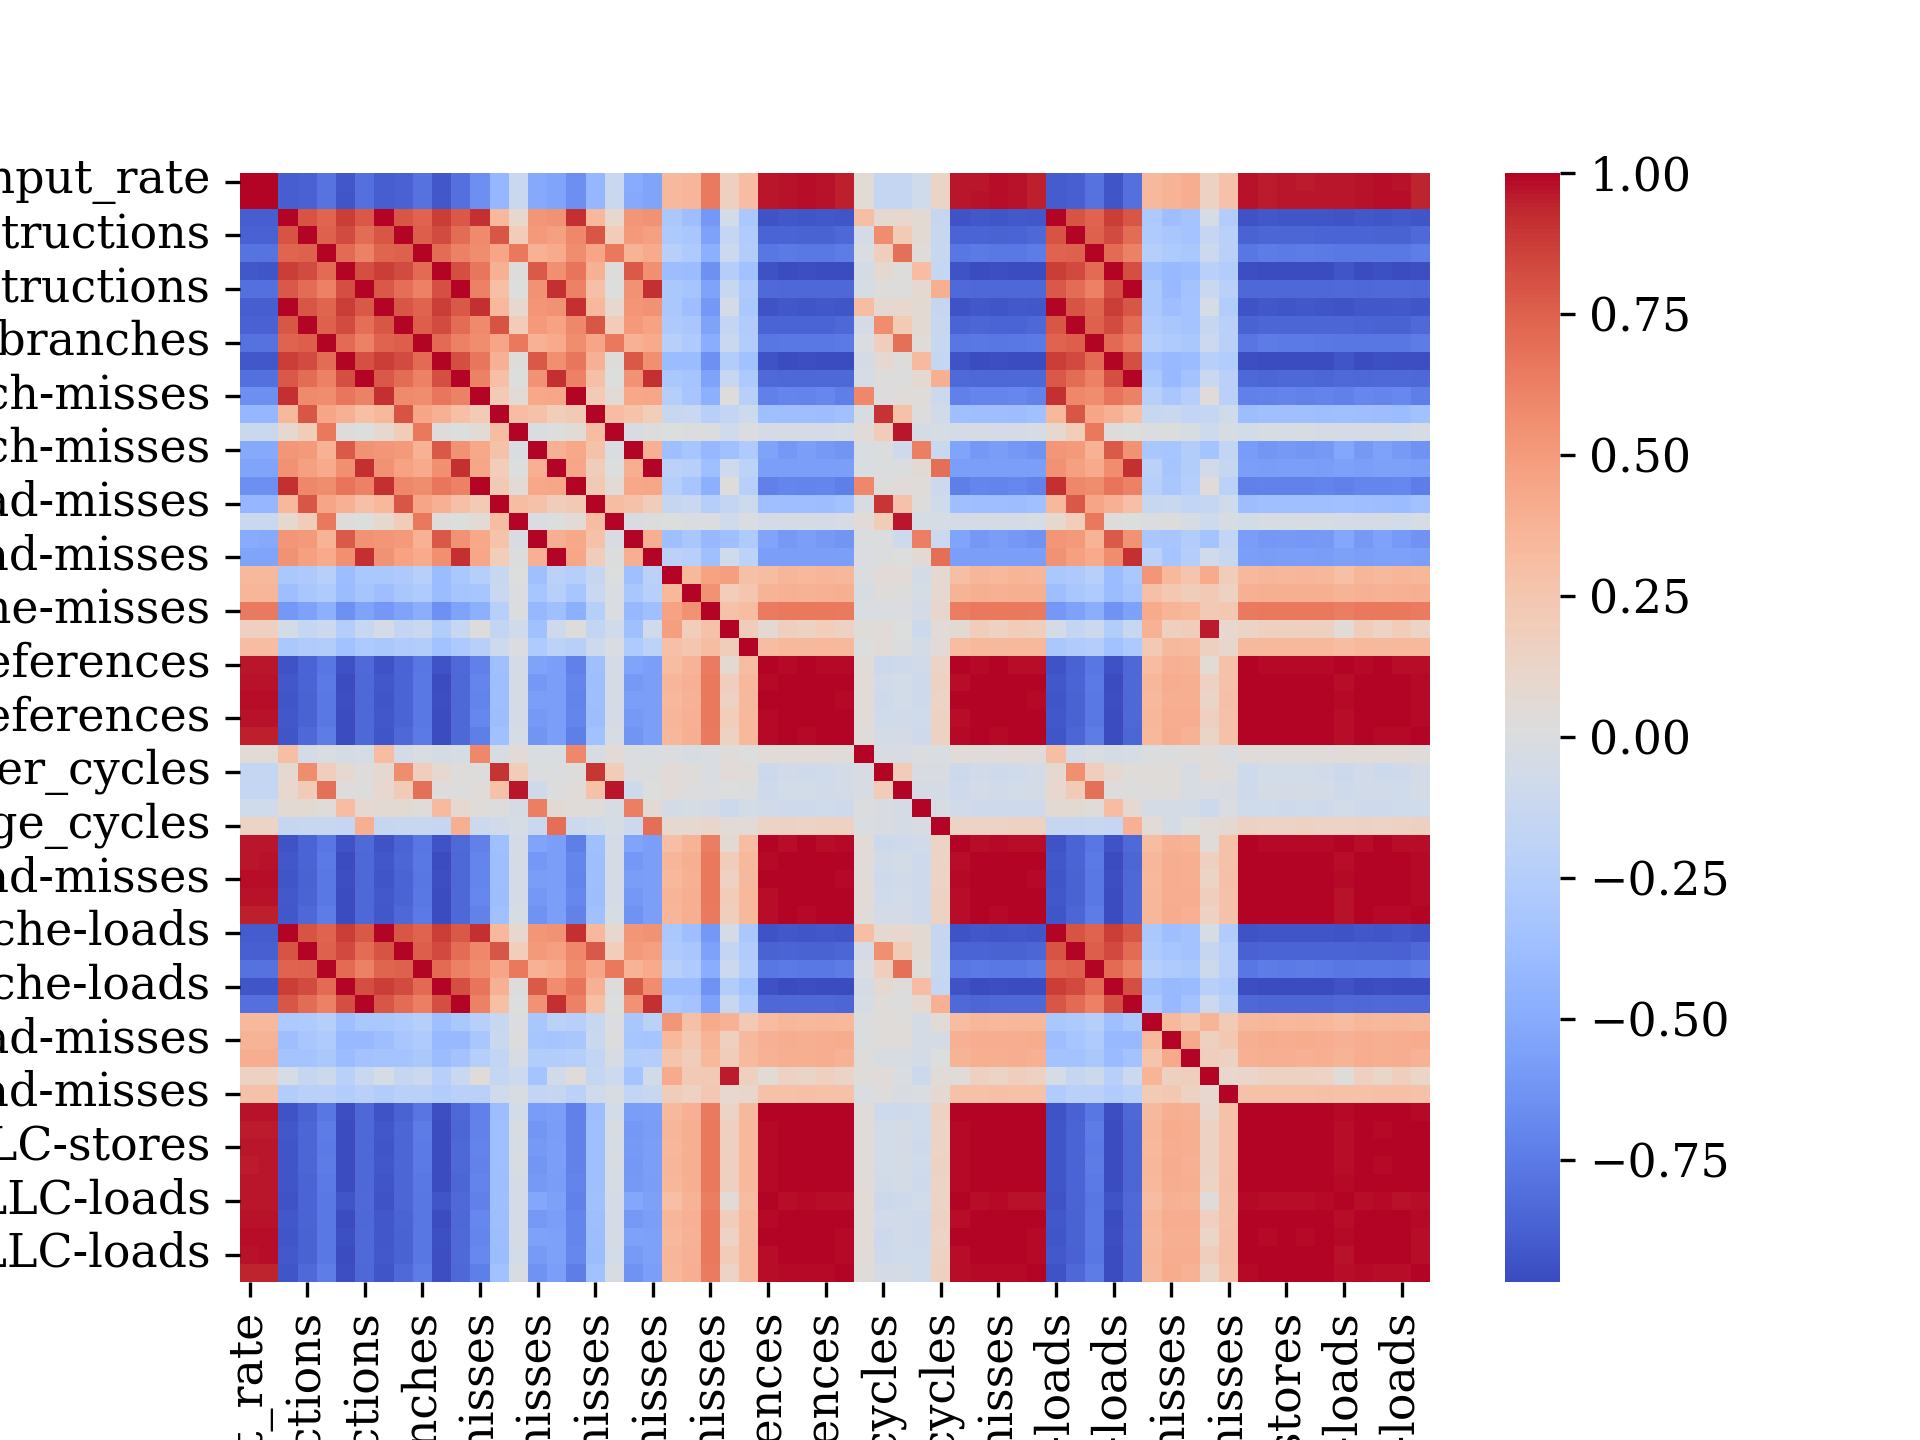 nput_rate
tructions
tructions
branches
ch-misses
ch-misses
ad-misses
ad-misses
he-misses
eferences
eferences
er_cycles
ge_cycles
ad-misses
che-loads
che-loads
ad-misses
ad-misses
LC-stores
LLC-loads
LLC-loads
t_rate
ctions
ctions
nches
nisses
nisses
nisses
nisses
nisses
ences
ences
cycles
cycles
nisses
-loads
-loads
nisses
nisses
stores
-loads
-loads
1.00
0.75
0.50
0.25
0.00
−0.25
−0.50
−0.75